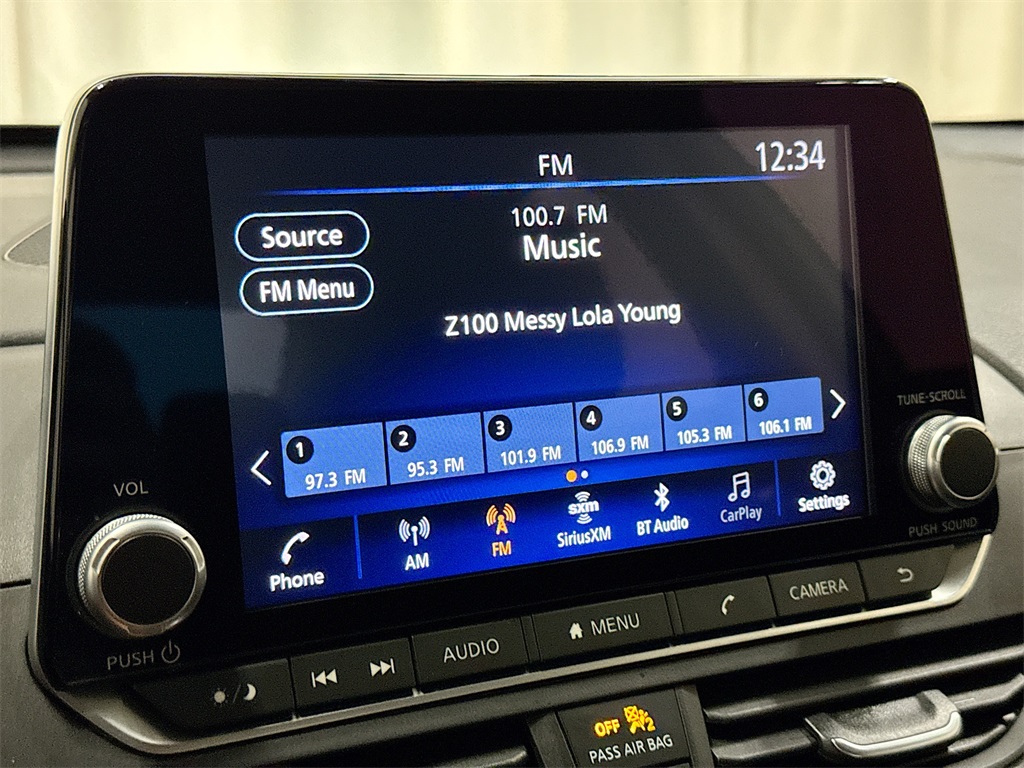 FM
12:34
Source
100.7 FM
Music
FM Menu
Z100 Messy Lola Young
1
97.3 FM
2
95.3 FM
3
101.9 FM
4
106.9 FM
5
105.3 FM
6
106.1 FM
Phone
AM
FM
sxm
SiriusXM
BT Audio
CarPlay
Settings
VOL
PUSH
TUNE·SCROLL
PUSH SOUND
AUDIO
MENU
CAMERA
OFF 2
PASS AIR BAG